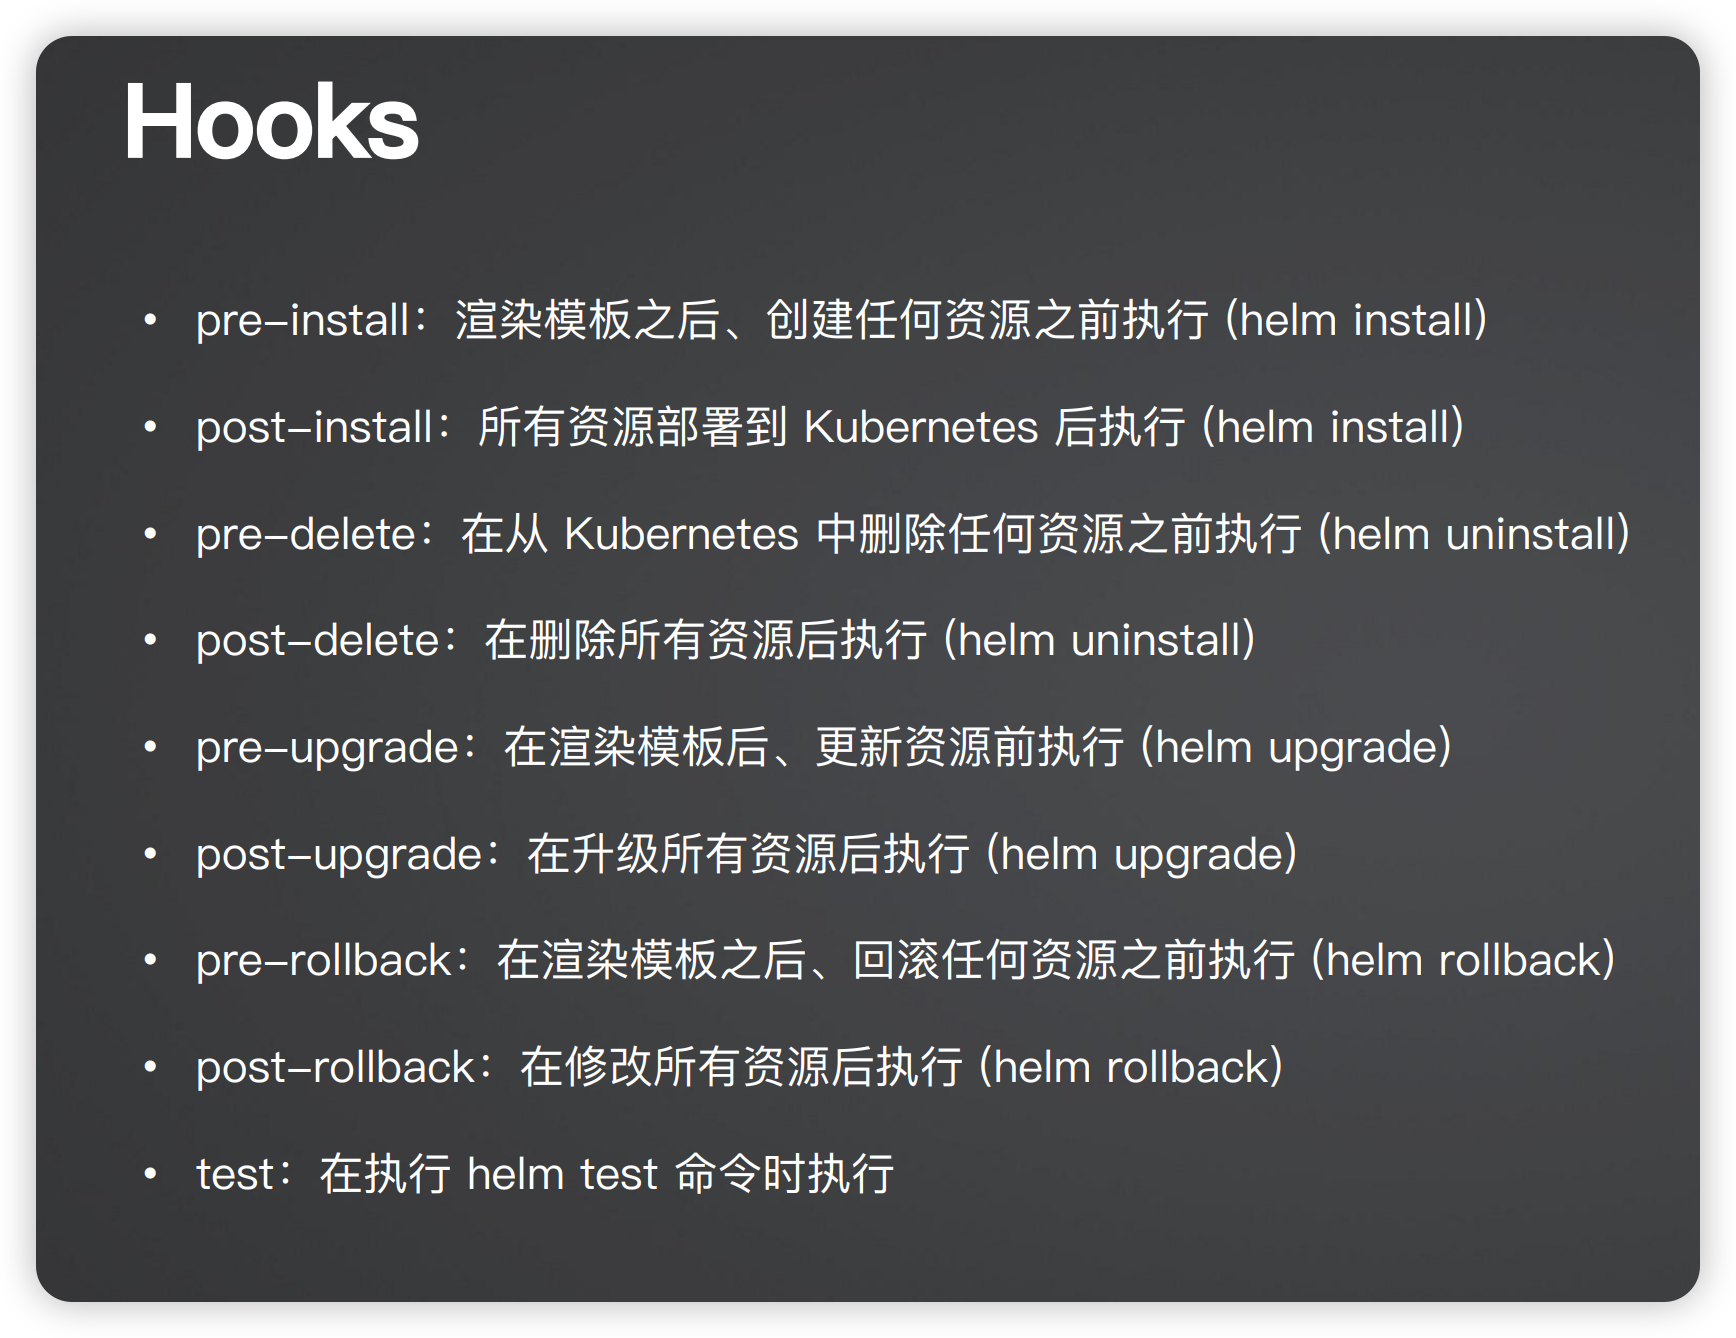 Hooks
• pre-install：渲染模板之后、创建任何资源之前执行 (helm install)
• post-install：所有资源部署到 Kubernetes 后执行 (helm install)
• pre-delete：在从 Kubernetes 中删除任何资源之前执行 (helm uninstall)
• post-delete：在删除所有资源后执行 (helm uninstall)
• pre-upgrade：在渲染模板后、更新资源前执行 (helm upgrade)
• post-upgrade：在升级所有资源后执行 (helm upgrade)
• pre-rollback：在渲染模板之后、回滚任何资源之前执行 (helm rollback)
• post-rollback：在修改所有资源后执行 (helm rollback)
• test：在执行 helm test 命令时执行